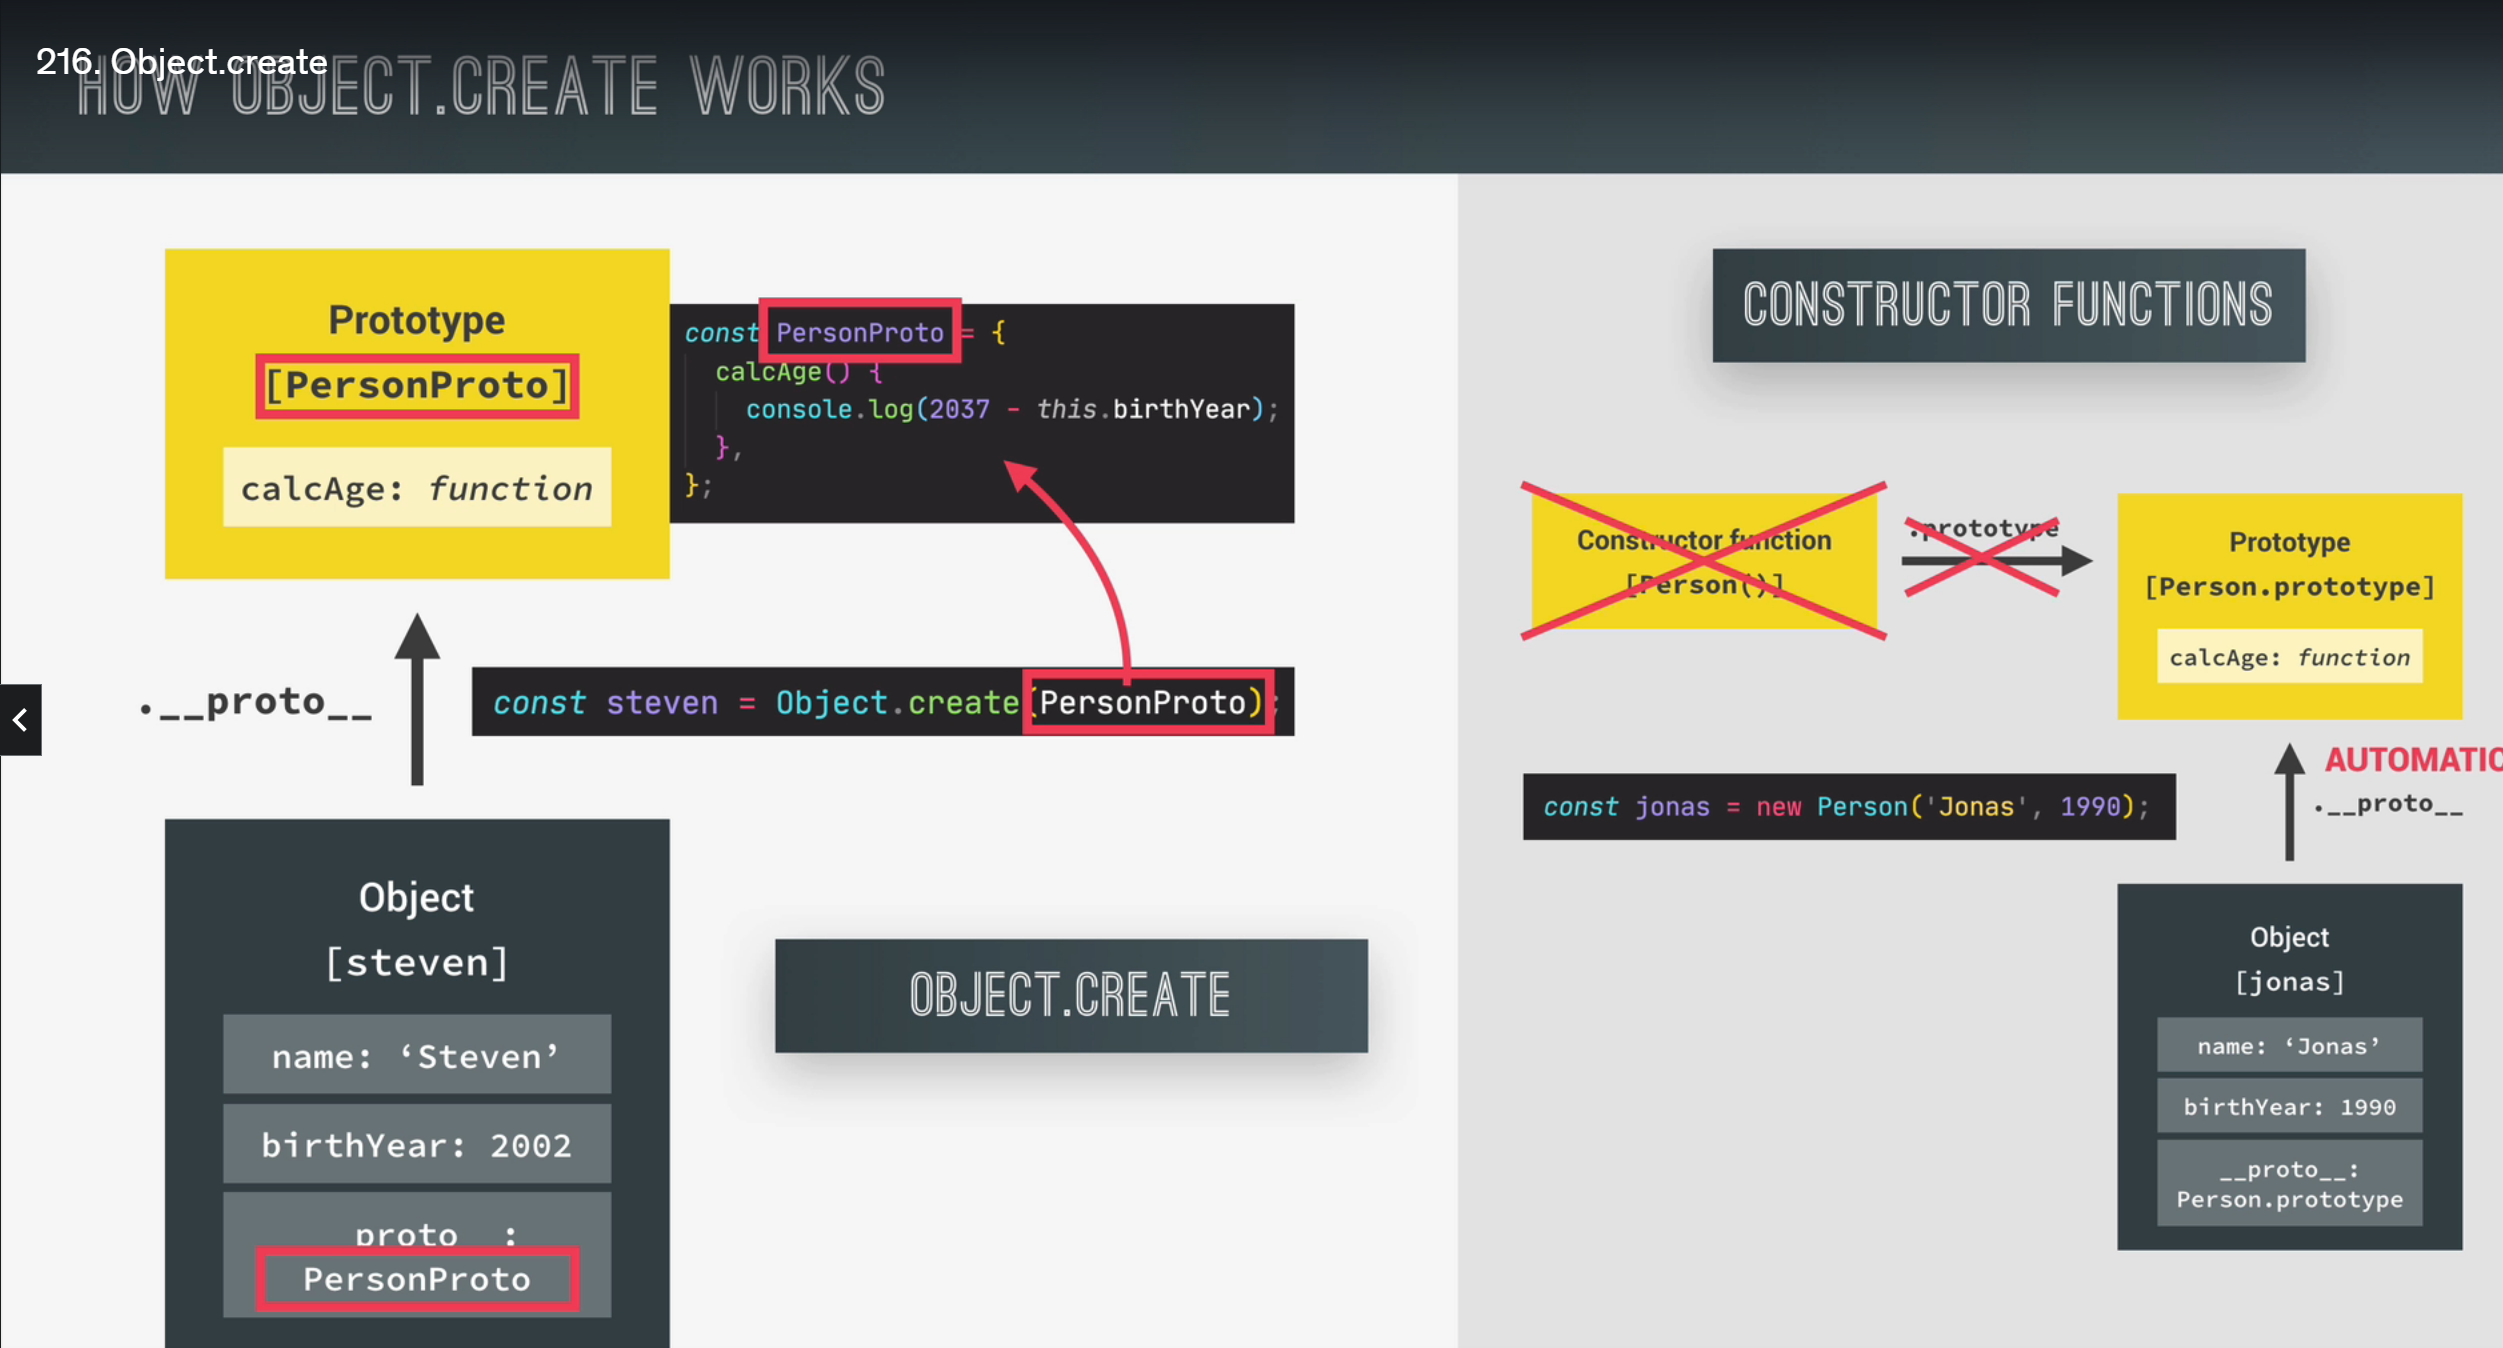 216. Object.create
HOW OBJECT.CREATE WORKS
Prototype
[PersonProto]
calcAge: function
const PersonProto = {
calcAge() {
console.log(2037 - this.birthYear);
},
};
.__proto__
const steven = Object.create(PersonProto);
Object
[steven]
name: ‘Steven’
birthYear: 2002
__proto__:
PersonProto
OBJECT.CREATE
CONSTRUCTOR FUNCTIONS
Constructor function
[Person()]
.prototype
Prototype
[Person.prototype]
calcAge: function
const jonas = new Person('Jonas', 1990);
AUTOMATIC
.__proto__
Object
[jonas]
name: ‘Jonas’
birthYear: 1990
__proto__:
Person.prototype